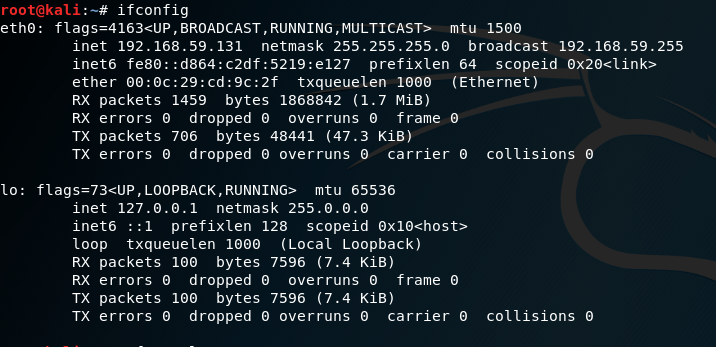 root@kali:~# ifconfig
eth0: flags=4163<UP,BROADCAST,RUNNING,MULTICAST>  mtu 1500
        inet 192.168.59.131  netmask 255.255.255.0  broadcast 192.168.59.255
        inet6 fe80::d864:c2df:5219:e127  prefixlen 64  scopeid 0x20<link>
        ether 00:0c:29:cd:9c:2f  txqueuelen 1000  (Ethernet)
        RX packets 1459  bytes 1868842 (1.7 MiB)
        RX errors 0  dropped 0  overruns 0  frame 0
        TX packets 706  bytes 48441 (47.3 KiB)
        TX errors 0  dropped 0 overruns 0  carrier 0  collisions 0

lo: flags=73<UP,LOOPBACK,RUNNING>  mtu 65536
        inet 127.0.0.1  netmask 255.0.0.0
        inet6 ::1  prefixlen 128  scopeid 0x10<host>
        loop  txqueuelen 1000  (Local Loopback)
        RX packets 100  bytes 7596 (7.4 KiB)
        RX errors 0  dropped 0  overruns 0  frame 0
        TX packets 100  bytes 7596 (7.4 KiB)
        TX errors 0  dropped 0 overruns 0  carrier 0  collisions 0